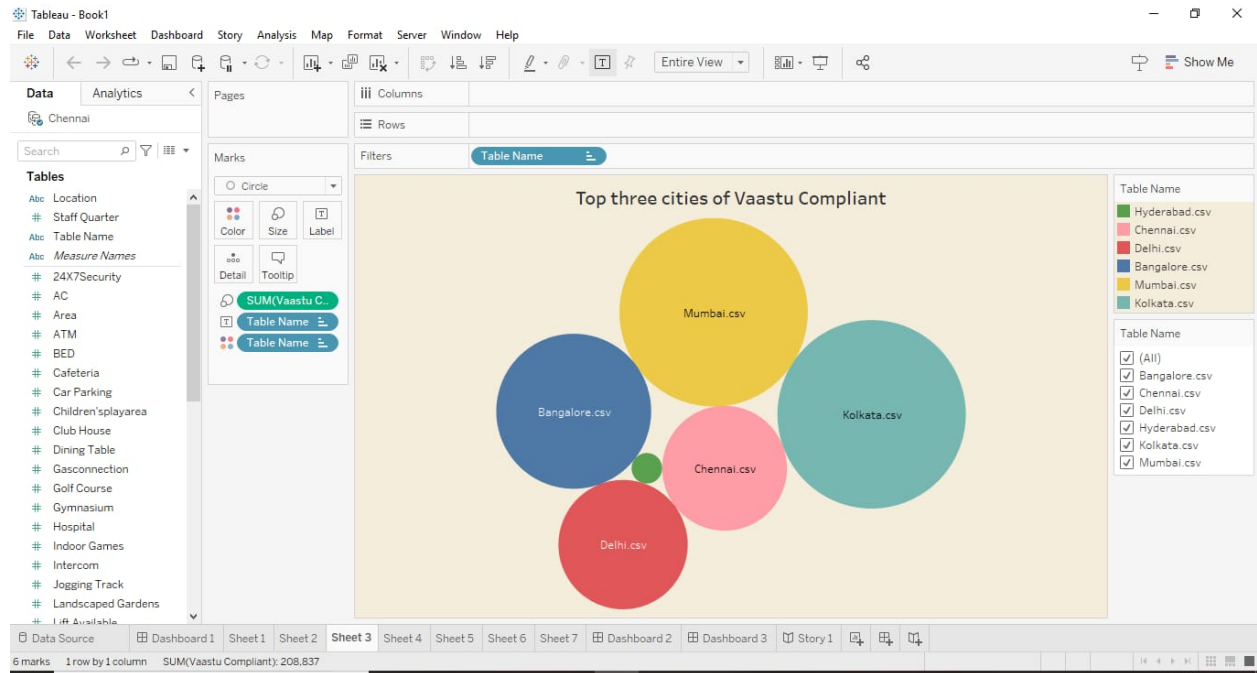 Tableau - Book1
File Data Worksheet Dashboard Story Analysis Map Format Server Window Help
Entire View
Show Me
Data Analytics
Chennai
Search
Tables
Abc Location
# Staff Quarter
Abc Table Name
Abc Measure Names
# 24X7Security
# AC
# Area
# ATM
# BED
# Cafeteria
# Car Parking
# Children'splayarea
# Club House
# Dining Table
# Gasconnection
# Golf Course
# Gymnasium
# Hospital
# Indoor Games
# Intercom
# Jogging Track
# Landscaped Gardens
# Lift Available
Pages
Marks
Circle
Color Size Label
Detail Tooltip
SUM(Vaastu C..
Table Name
Table Name
Columns
Rows
Filters
Table Name
Top three cities of Vaastu Compliant
Mumbai.csv
Bangalore.csv
Kolkata.csv
Chennai.csv
Delhi.csv
Table Name
Hyderabad.csv
Chennai.csv
Delhi.csv
Bangalore.csv
Mumbai.csv
Kolkata.csv
Table Name
(All)
Bangalore.csv
Chennai.csv
Delhi.csv
Hyderabad.csv
Kolkata.csv
Mumbai.csv
Data Source Dashboard 1 Sheet 1 Sheet 2 Sheet 3 Sheet 4 Sheet 5 Sheet 6 Sheet 7 Dashboard 2 Dashboard 3 Story 1
6 marks 1 row by 1 column SUM(Vaastu Compliant): 208,837